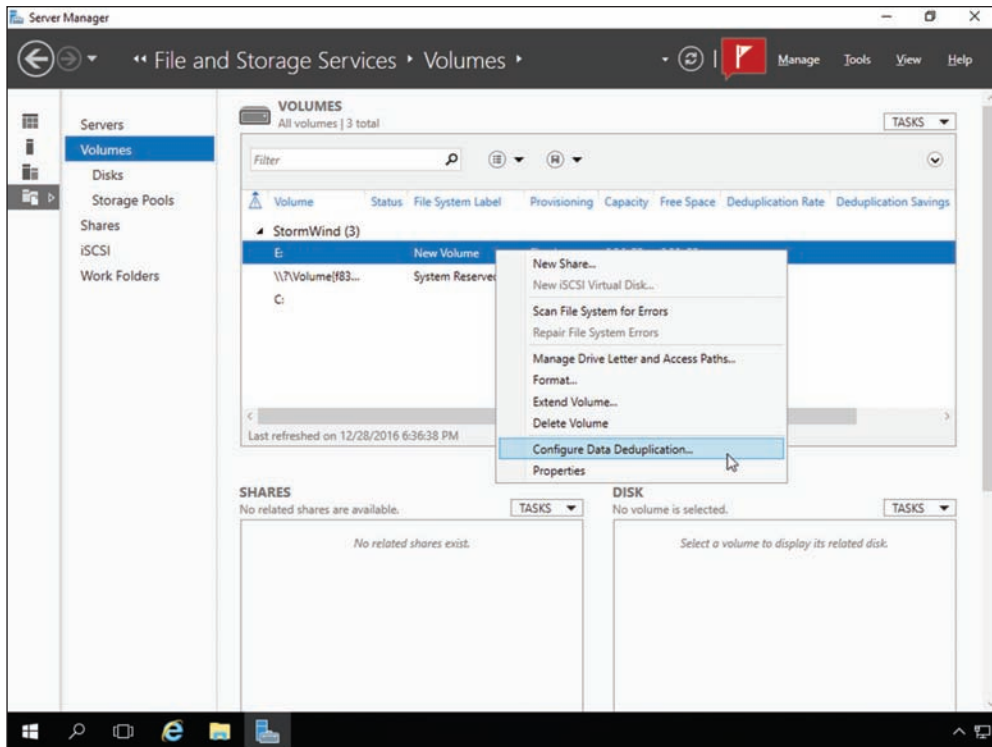 Server Manager
File and Storage Services ‣ Volumes ‣
Manage Tools View Help
Servers
Volumes
Disks
Storage Pools
Shares
iSCSI
Work Folders
VOLUMES
All volumes | 3 total
TASKS
Filter
Volume Status File System Label Provisioning Capacity Free Space Deduplication Rate Deduplication Savings
StormWind (3)
E: New Volume
\\?\Volume{f83... System Reserved
C:
New Share...
New iSCSI Virtual Disk...
Scan File System for Errors
Repair File System Errors
Manage Drive Letter and Access Paths...
Format...
Extend Volume...
Delete Volume
Configure Data Deduplication...
Properties
Last refreshed on 12/28/2016 6:36:38 PM
SHARES
No related shares are available.
TASKS
No related shares exist.
DISK
No volume is selected.
TASKS
Select a volume to display its related disk.